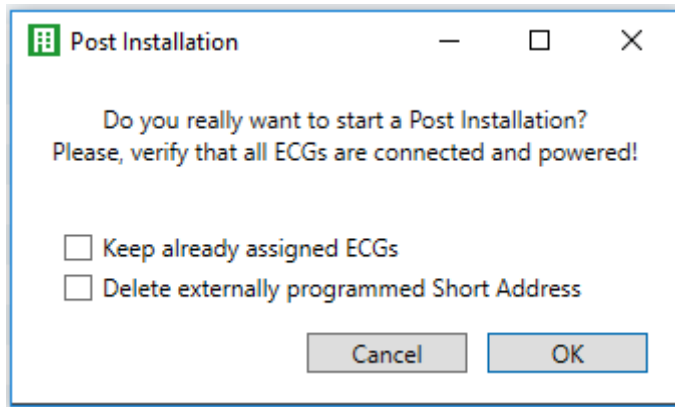 Post Installation
Do you really want to start a Post Installation?
Please, verify that all ECGs are connected and powered!
Keep already assigned ECGs
Delete externally programmed Short Address
Cancel
OK